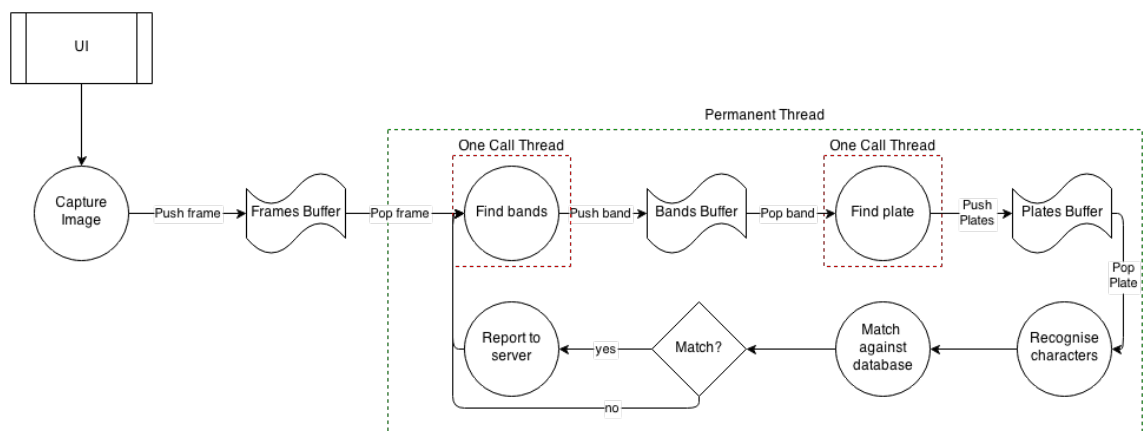 UI
Permanent Thread
One Call Thread
One Call Thread
Capture
Image
Push frame
Frames Buffer
Pop frame
Find bands
Push band
Bands Buffer
Pop band
Find plate
Push
Plates
Plates Buffer
Pop
Plate
Report to
server
yes
Match?
Match
against
database
Recognise
characters
no